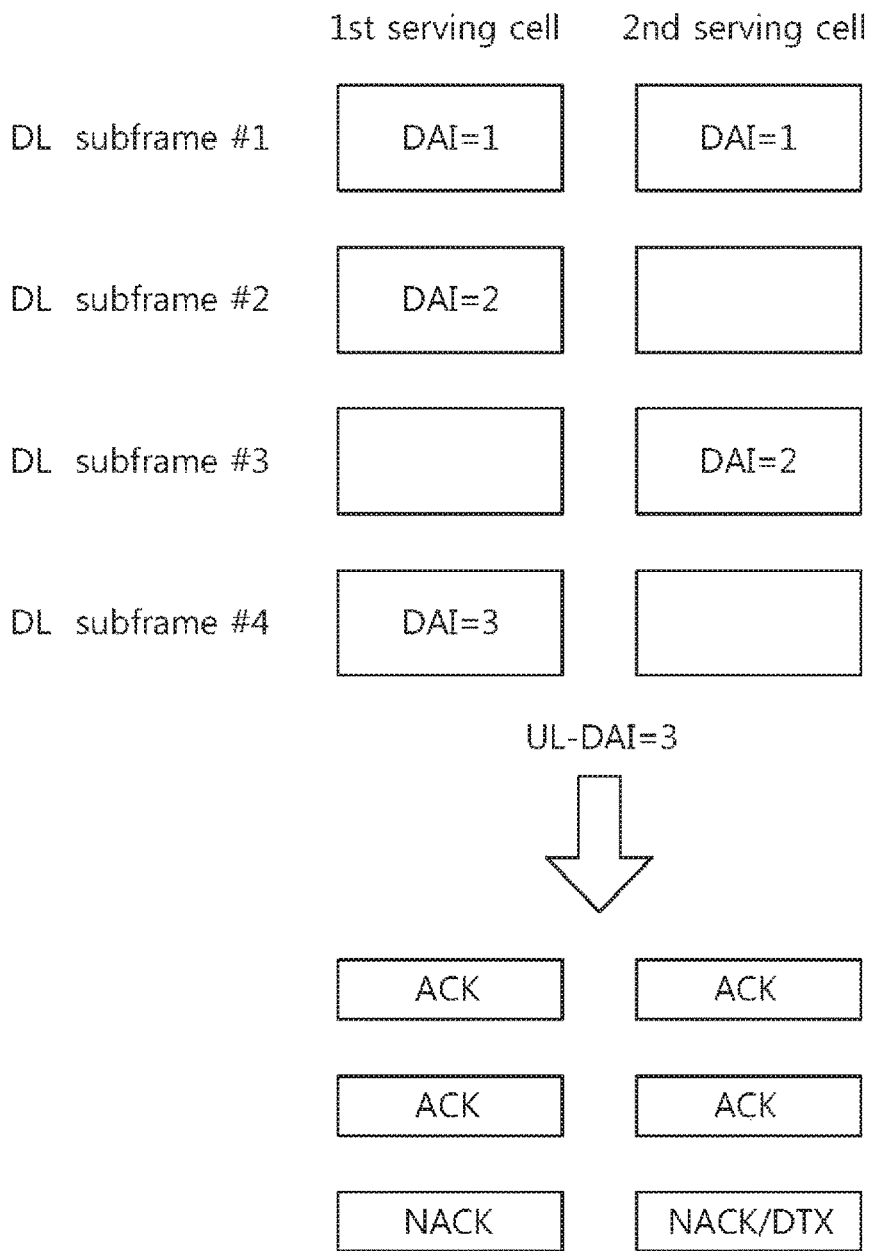 1st serving cell 2nd serving cell
DL subframe #1 DAI=1 DAI=1
DL subframe #2 DAI=2
DL subframe #3 DAI=2
DL subframe #4 DAI=3
UL-DAI=3
ACK ACK
ACK ACK
NACK NACK/DTX